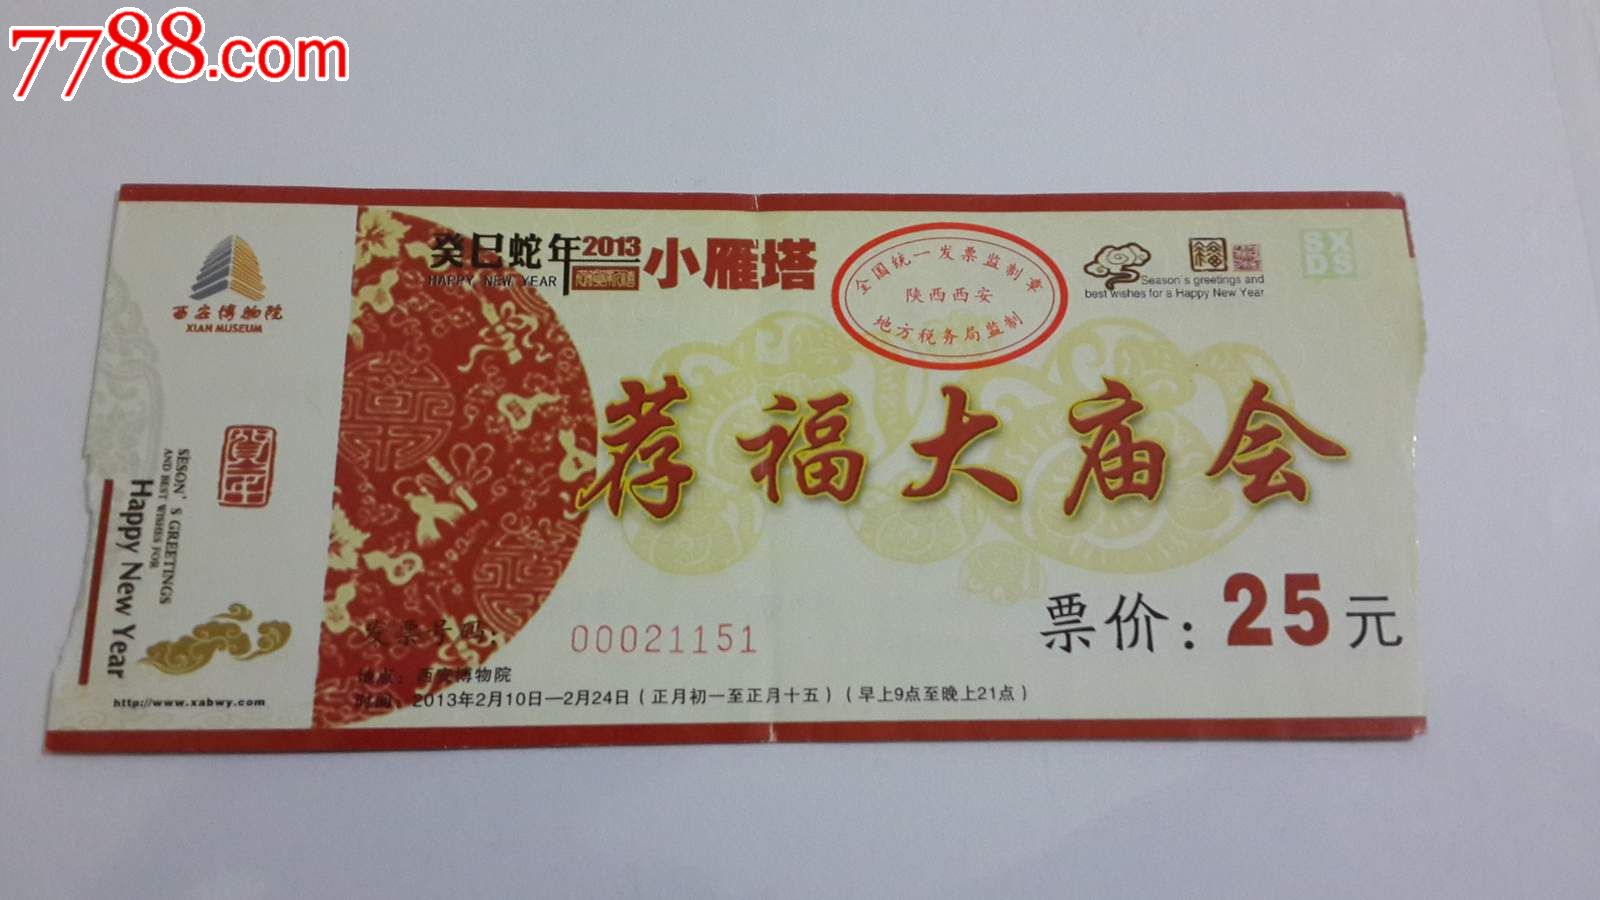 7788.com
西安博物院
XIAN MUSEUM
贺年
SESON'S GREETINGS
AND BEST WISHES FOR
Happy New Year
http://www.xabwy.com
癸巳蛇年2013小雁塔
HAPPY NEW YEAR
全国统一发票监制章
陕西西安
地方税务局监制
福
Season's greetings and
best wishes for a Happy New Year
SX
DS
荐福大庙会
票价：25元
发票号码：00021151
地点：西安博物院
时间：2013年2月10日—2月24日（正月初一至正月十五）（早上9点至晚上21点）